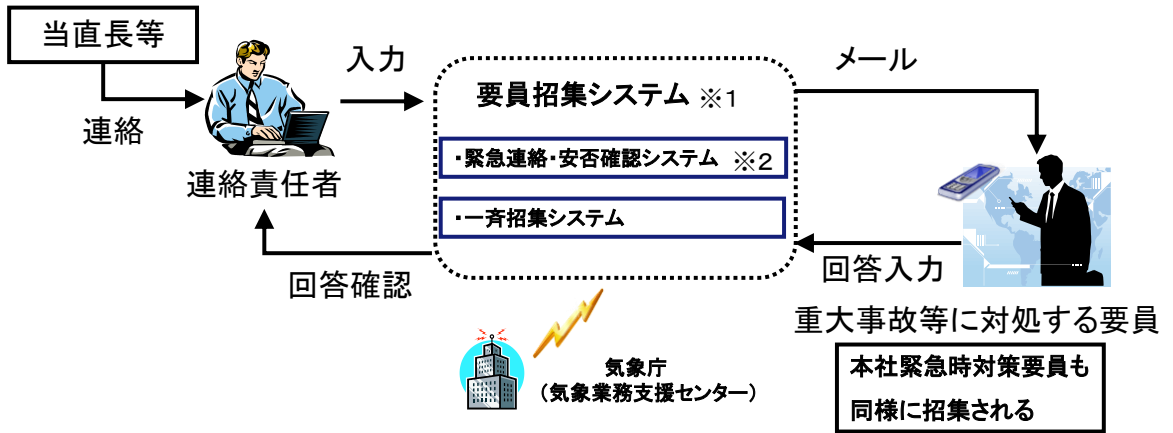 当直長等
連絡
連絡責任者
入力
要員招集システム ※1
・緊急連絡・安否確認システム ※2
・一斉招集システム
メール
回答入力
回答確認
重大事故等に対処する要員
本社緊急時対策要員も
同様に招集される
気象庁
（気象業務支援センター）